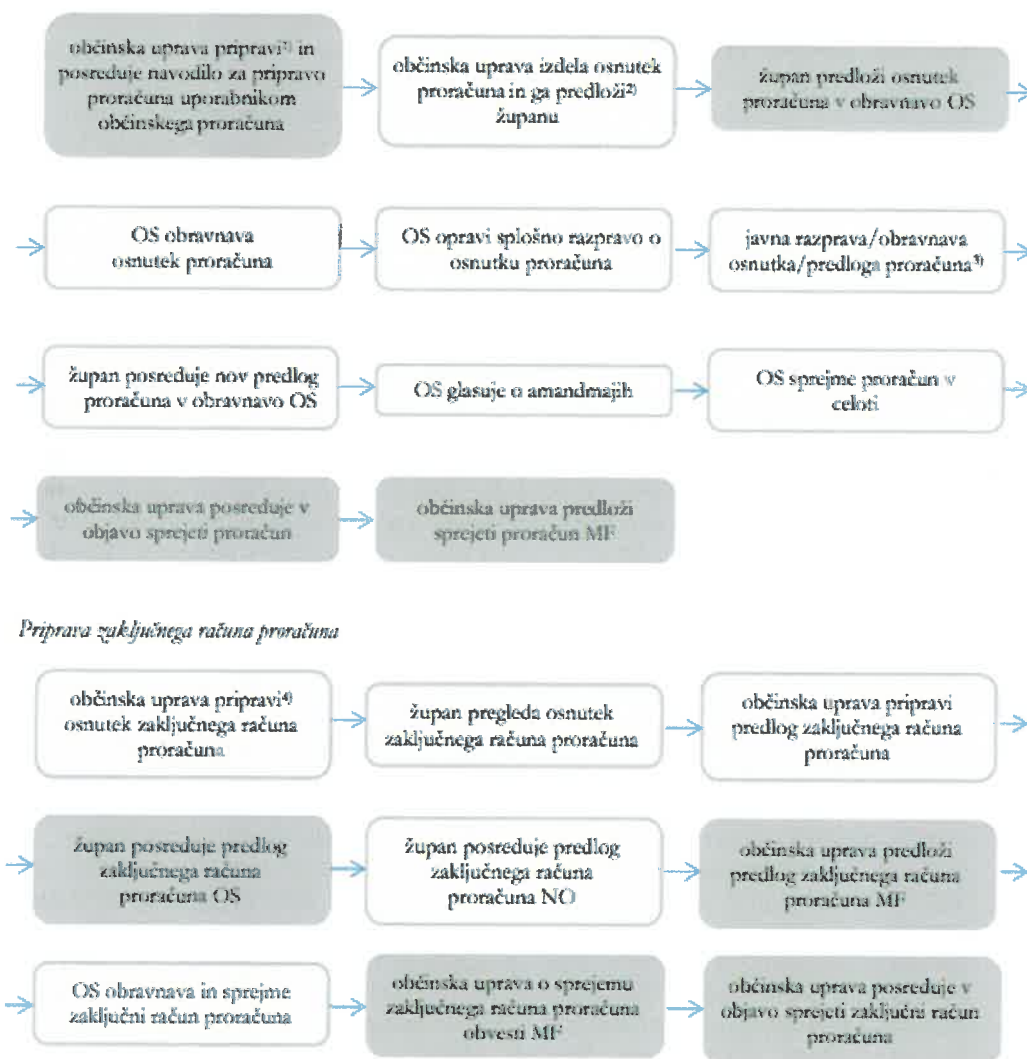 občinska uprava pripravi¹⁾ in
posreduje navodilo za pripravo
proračuna uporabnikom
občinskega proračuna
občinska uprava izdela osnutek
proračuna in ga predloži²⁾
županu
župan predloži osnutek
proračuna v obravnavo OS
OS obravnava
osnutek proračuna
OS opravi splošno razpravo o
osnutku proračuna
javna razprava/obravnava
osnutka/predloga proračuna³⁾
župan posreduje nov predlog
proračuna v obravnavo OS
OS glasuje o amandmajih
OS sprejme proračun v
celoti
občinska uprava posreduje v
objavo sprejeti proračun
občinska uprava predloži
sprejeti proračun MF
Priprava zaključnega računa proračuna
občinska uprava pripravi⁴⁾
osnutek zaključnega računa
proračuna
župan pregleda osnutek
zaključnega računa proračuna
občinska uprava pripravi
predlog zaključnega računa
proračuna
župan posreduje predlog
zaključnega računa
proračuna OS
župan posreduje predlog
zaključnega računa
proračuna NO
občinska uprava predloži
predlog zaključnega računa
proračuna MF
OS obravnava in sprejme
zaključni račun proračuna
občinska uprava o sprejemu
zaključnega računa proračuna
obvesti MF
občinska uprava posreduje v
objavo sprejeti zaključni račun
proračuna